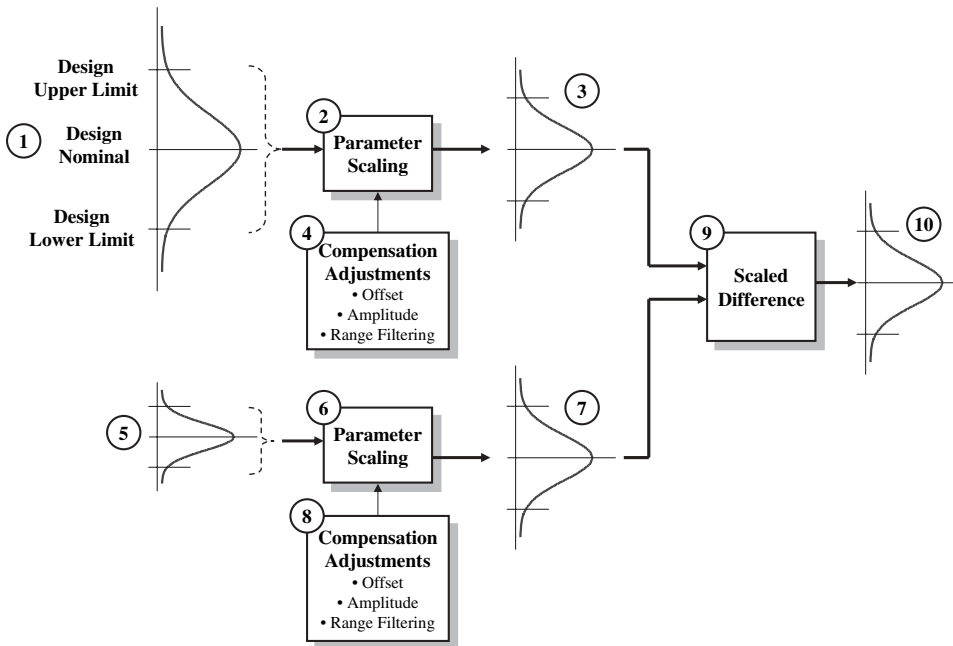 Design
Upper Limit
1
Design
Nominal
Design
Lower Limit
2
Parameter
Scaling
3
4
Compensation
Adjustments
• Offset
• Amplitude
• Range Filtering
5
6
Parameter
Scaling
7
8
Compensation
Adjustments
• Offset
• Amplitude
• Range Filtering
9
Scaled
Difference
10